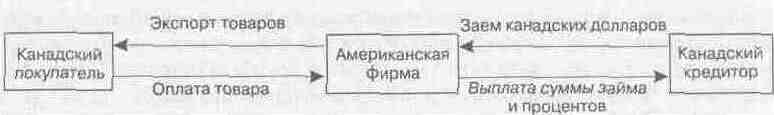 Экспорт товаров
Заем канадских долларов
Канадский
покупатель
Американская
фирма
Канадский
кредитор
Оплата товара
Выплата суммы займа
и процентов